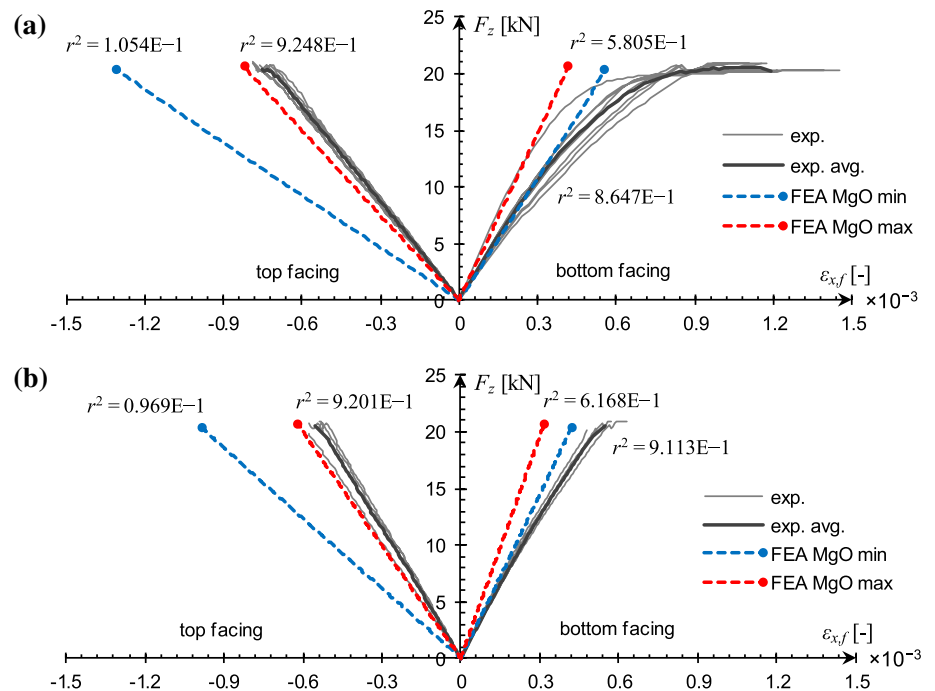 (a)
25
F_z [kN]
r² = 1.054E−1
r² = 9.248E−1
r² = 5.805E−1
20
15
exp.
exp. avg.
10
r² = 8.647E−1
FEA MgO min
FEA MgO max
5
top facing
bottom facing
ε_x,f [-]
0
×10⁻³
-1.5 -1.2 -0.9 -0.6 -0.3 0 0.3 0.6 0.9 1.2 1.5
(b)
25
F_z [kN]
r² = 0.969E−1
r² = 9.201E−1
r² = 6.168E−1
20
r² = 9.113E−1
15
exp.
exp. avg.
10
FEA MgO min
FEA MgO max
5
top facing
bottom facing
ε_x,f [-]
0
×10⁻³
-1.5 -1.2 -0.9 -0.6 -0.3 0 0.3 0.6 0.9 1.2 1.5